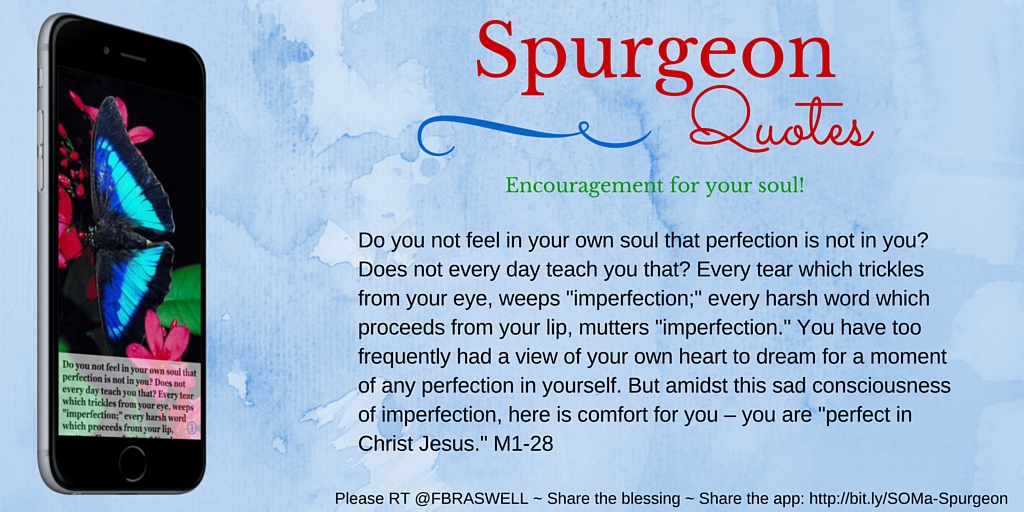 Spurgeon
Quotes
Encouragement for your soul!
Do you not feel in your own soul that perfection is not in you?
Does not every day teach you that? Every tear which trickles
from your eye, weeps "imperfection;" every harsh word which
proceeds from your lip, mutters "imperfection." You have too
frequently had a view of your own heart to dream for a moment
of any perfection in yourself. But amidst this sad consciousness
of imperfection, here is comfort for you – you are "perfect in
Christ Jesus." M1-28
Do you not feel in your own soul that
perfection is not in you? Does not
every day teach you that? Every tear
which trickles from your eye, weeps
"imperfection;" every harsh word
which proceeds from your lip,
Please RT @FBRASWELL ~ Share the blessing ~ Share the app: http://bit.ly/SOMa-Spurgeon